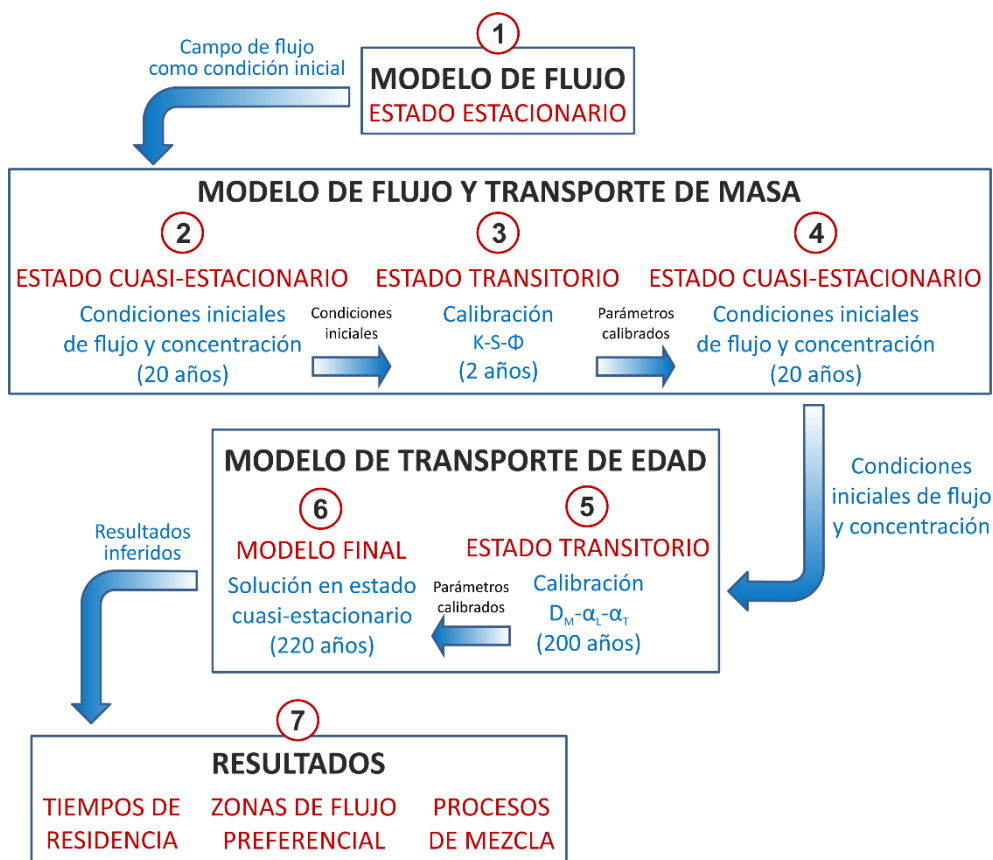 1
Campo de flujo
como condición inicial
MODELO DE FLUJO
ESTADO ESTACIONARIO
MODELO DE FLUJO Y TRANSPORTE DE MASA
2
ESTADO CUASI-ESTACIONARIO
Condiciones iniciales
de flujo y concentración
(20 años)
Condiciones
iniciales
3
ESTADO TRANSITORIO
Calibración
K-S-Φ
(2 años)
Parámetros
calibrados
4
ESTADO CUASI-ESTACIONARIO
Condiciones iniciales
de flujo y concentración
(20 años)
Condiciones
iniciales de flujo
y concentración
MODELO DE TRANSPORTE DE EDAD
5
ESTADO TRANSITORIO
Calibración
D_M-α_L-α_T
(200 años)
Parámetros
calibrados
6
MODELO FINAL
Solución en estado
cuasi-estacionario
(220 años)
Resultados
inferidos
7
RESULTADOS
TIEMPOS DE
RESIDENCIA
ZONAS DE FLUJO
PREFERENCIAL
PROCESOS
DE MEZCLA